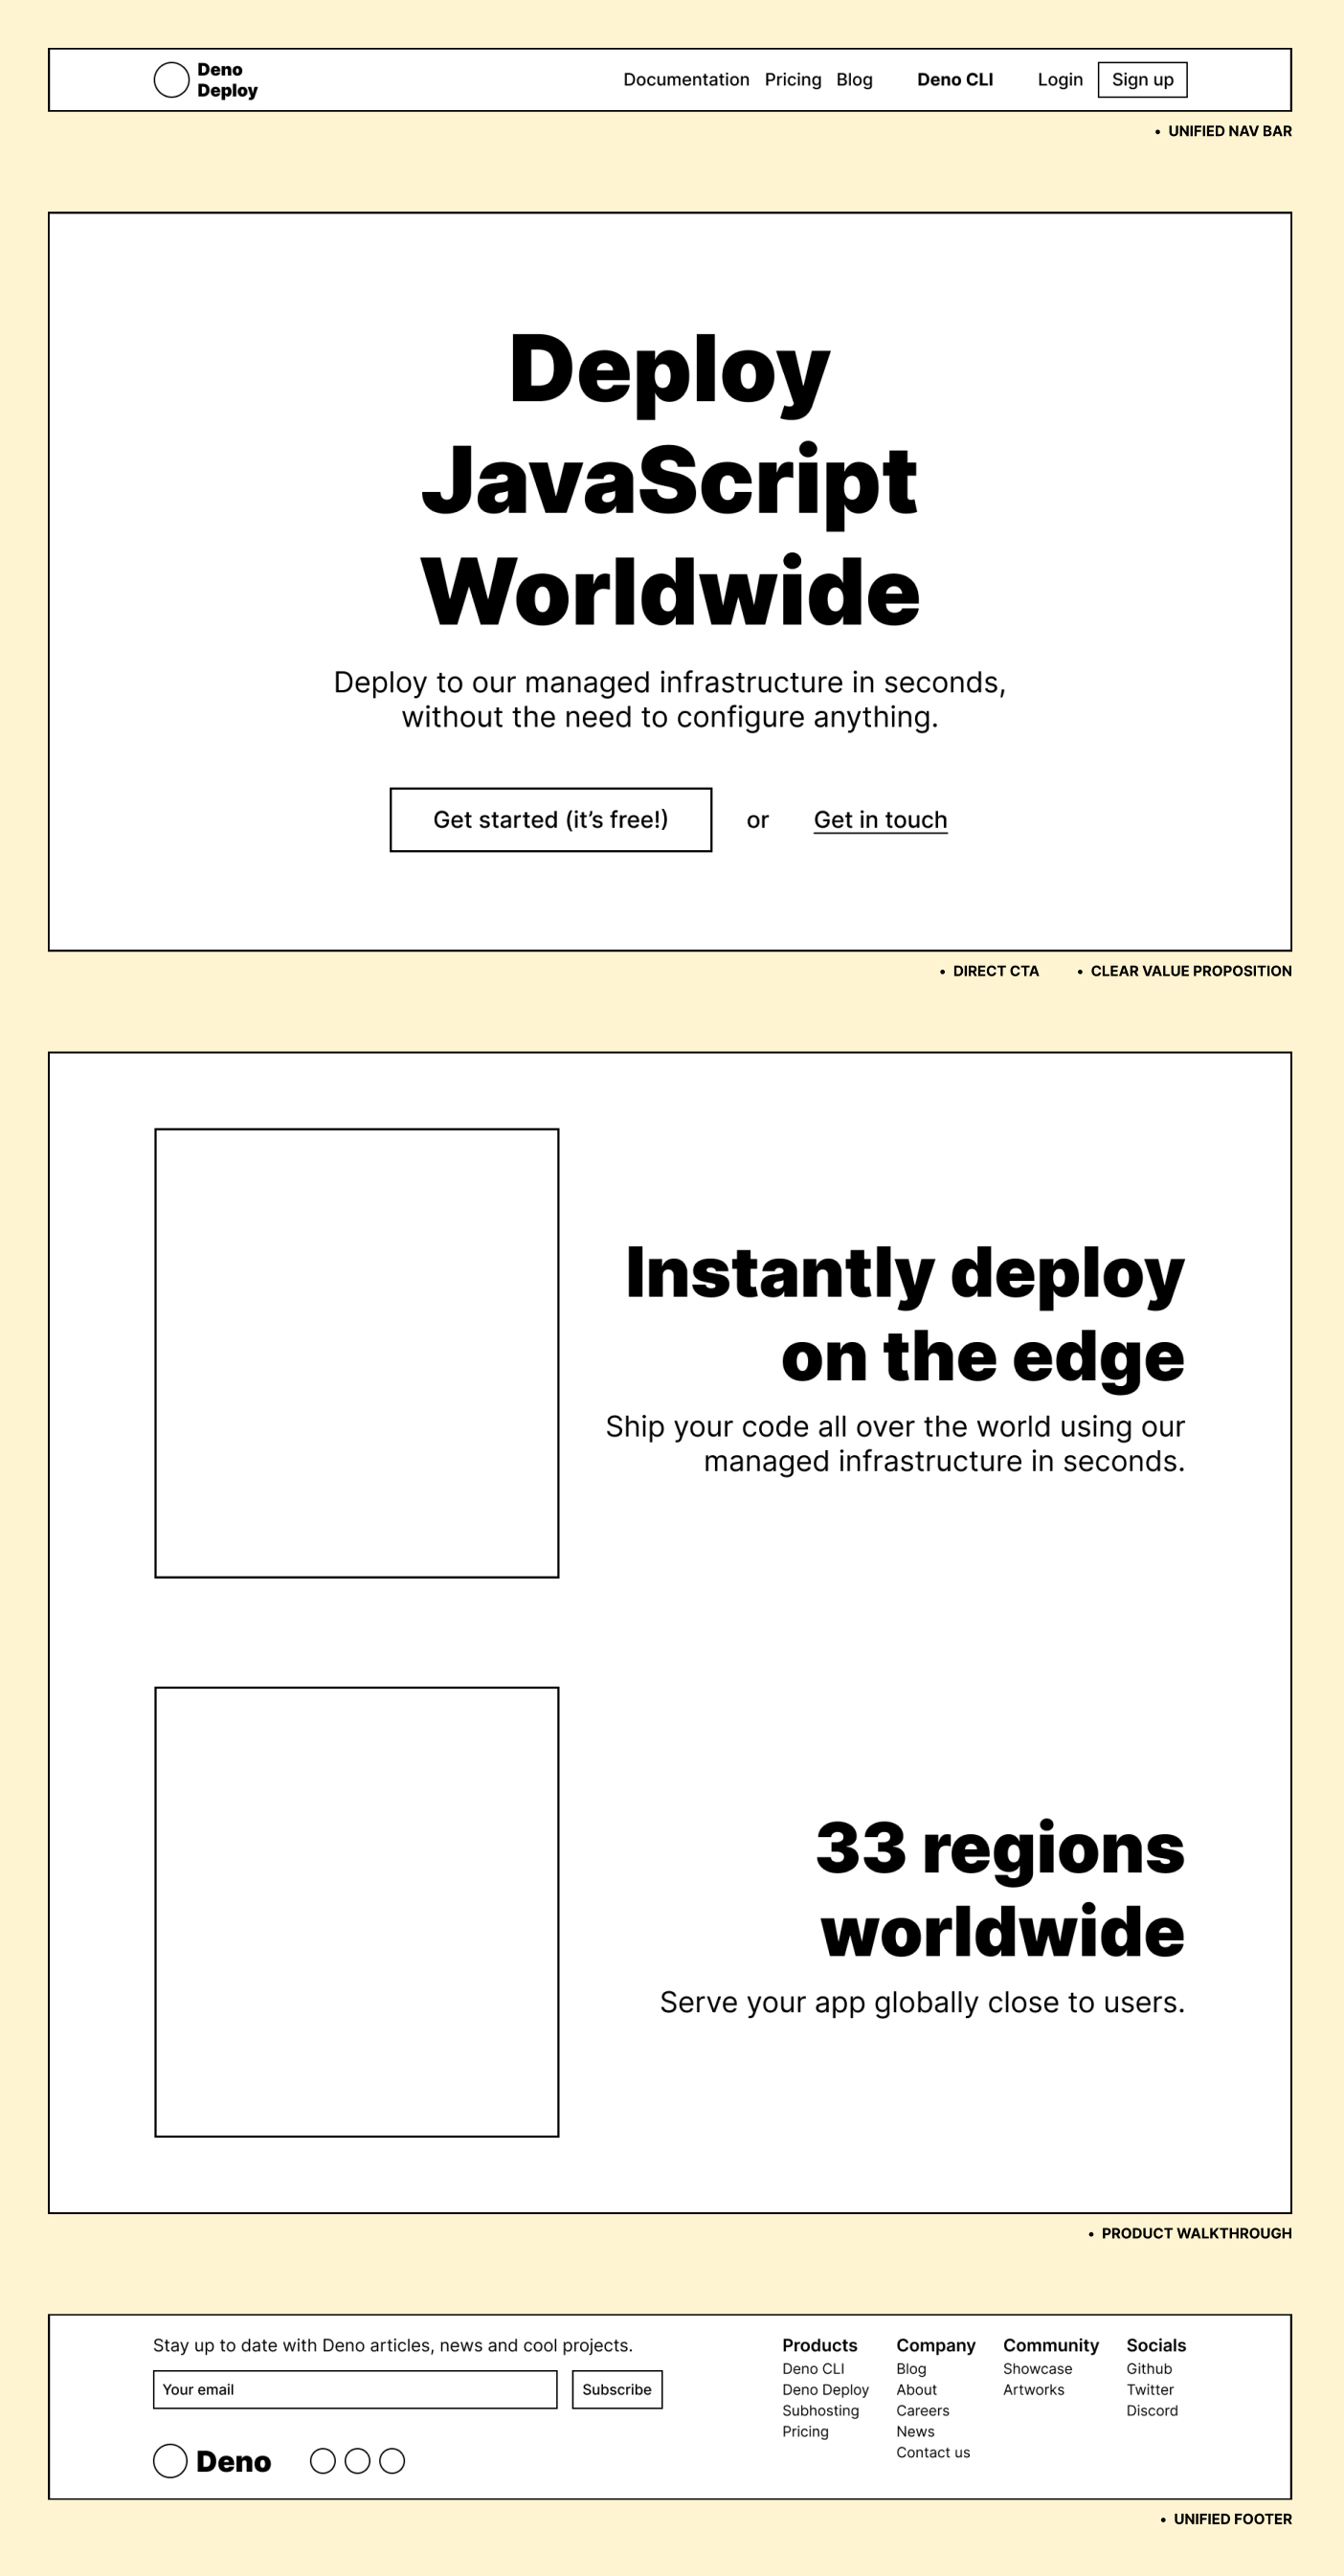 Deno
Deploy
Documentation Pricing Blog Deno CLI Login Sign up
• UNIFIED NAV BAR
Deploy
JavaScript
Worldwide
Deploy to our managed infrastructure in seconds,
without the need to configure anything.
Get started (it’s free!) or Get in touch
• DIRECT CTA • CLEAR VALUE PROPOSITION
Instantly deploy
on the edge
Ship your code all over the world using our
managed infrastructure in seconds.
33 regions
worldwide
Serve your app globally close to users.
• PRODUCT WALKTHROUGH
Stay up to date with Deno articles, news and cool projects.
Your email Subscribe
Deno
Products
Deno CLI
Deno Deploy
Subhosting
Pricing
Company
Blog
About
Careers
News
Contact us
Community
Showcase
Artworks
Socials
Github
Twitter
Discord
• UNIFIED FOOTER